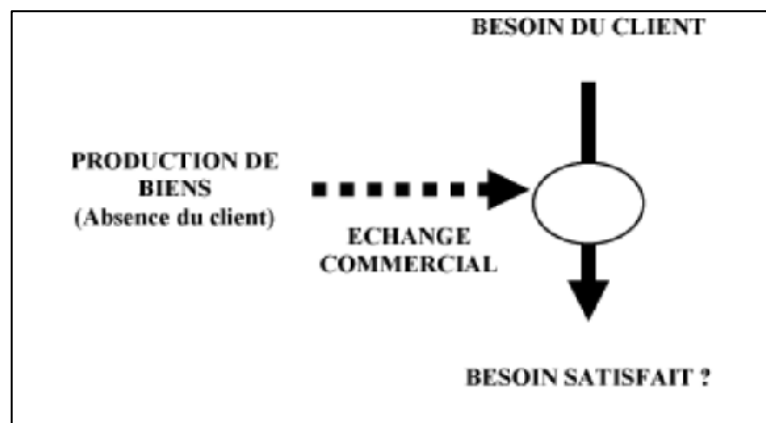 BESOIN DU CLIENT
PRODUCTION DE
BIENS
(Absence du client)
ECHANGE
COMMERCIAL
BESOIN SATISFAIT ?